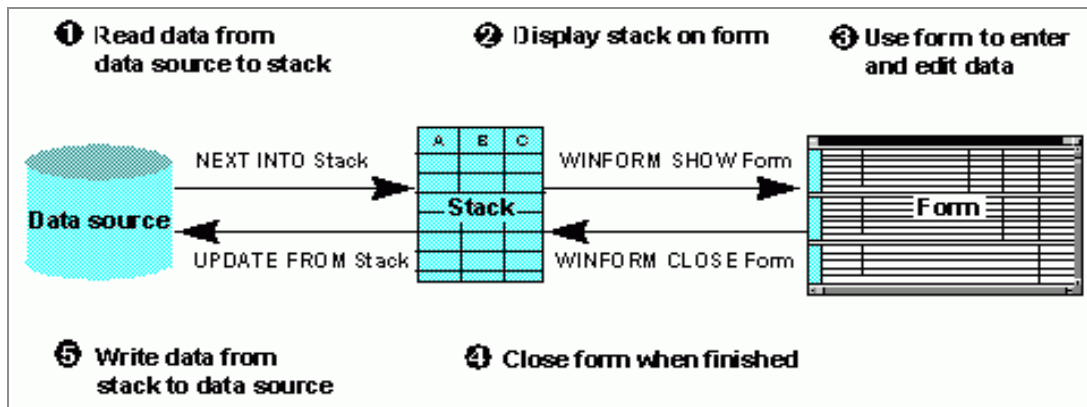 ❶ Read data from
data source to stack
❷ Display stack on form
❸ Use form to enter
and edit data
A B C
NEXT INTO Stack
WINFORM SHOW Form
Data source
Stack
Form
UPDATE FROM Stack
WINFORM CLOSE Form
❺ Write data from
stack to data source
❹ Close form when finished